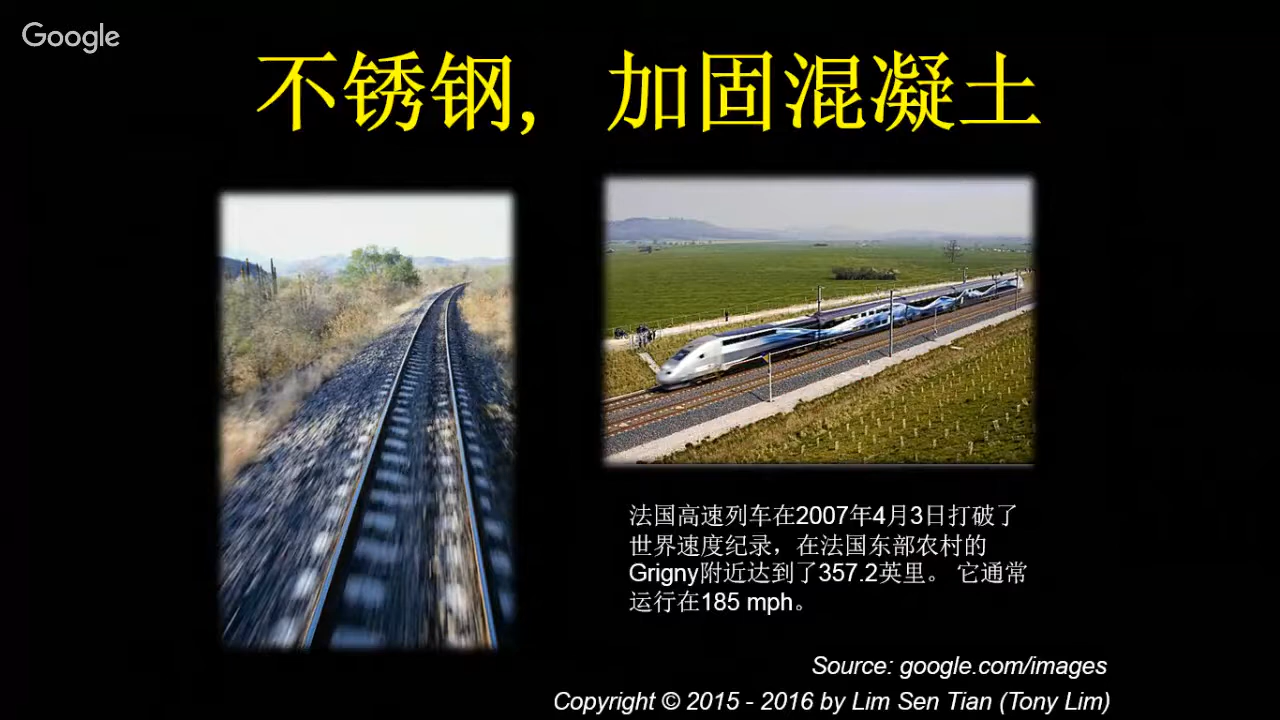 Google
不锈钢, 加固混凝土
法国高速列车在2007年4月3日打破了
世界速度纪录，在法国东部农村的
Grigny附近达到了357.2英里。 它通常
运行在185 mph。
Source: google.com/images
Copyright © 2015 - 2016 by Lim Sen Tian (Tony Lim)